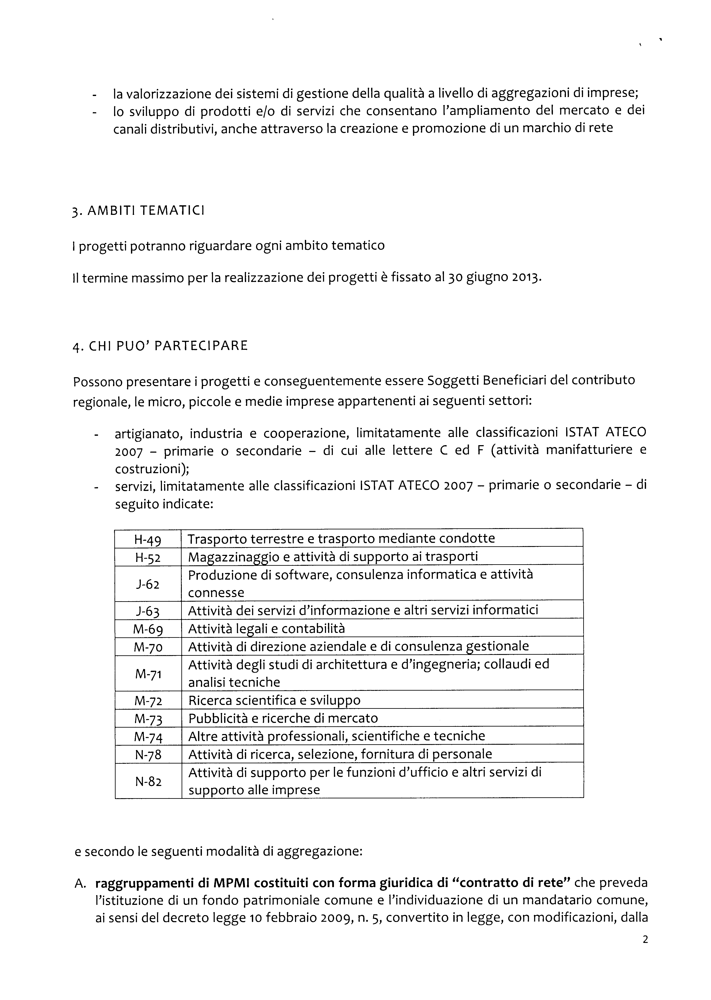 - la valorizzazione dei sistemi di gestione della qualità a livello di aggregazioni di imprese;
- lo sviluppo di prodotti e/o di servizi che consentano l'ampliamento del mercato e dei
canali distributivi, anche attraverso la creazione e promozione di un marchio di rete
3. AMBITI TEMATICI
I progetti potranno riguardare ogni ambito tematico
Il termine massimo per la realizzazione dei progetti è fissato al 30 giugno 2013.
4. CHI PUO' PARTECIPARE
Possono presentare i progetti e conseguentemente essere Soggetti Beneficiari del contributo
regionale, le micro, piccole e medie imprese appartenenti ai seguenti settori:
- artigianato, industria e cooperazione, limitatamente alle classificazioni ISTAT ATECO
2007 – primarie o secondarie – di cui alle lettere C ed F (attività manifatturiere e
costruzioni);
- servizi, limitatamente alle classificazioni ISTAT ATECO 2007 – primarie o secondarie – di
seguito indicate:
H-49 Trasporto terrestre e trasporto mediante condotte
H-52 Magazzinaggio e attività di supporto ai trasporti
J-62 Produzione di software, consulenza informatica e attività
connesse
J-63 Attività dei servizi d'informazione e altri servizi informatici
M-69 Attività legali e contabilità
M-70 Attività di direzione aziendale e di consulenza gestionale
M-71 Attività degli studi di architettura e d'ingegneria; collaudi ed
analisi tecniche
M-72 Ricerca scientifica e sviluppo
M-73 Pubblicità e ricerche di mercato
M-74 Altre attività professionali, scientifiche e tecniche
N-78 Attività di ricerca, selezione, fornitura di personale
N-82 Attività di supporto per le funzioni d'ufficio e altri servizi di
supporto alle imprese
e secondo le seguenti modalità di aggregazione:
A. raggruppamenti di MPMI costituiti con forma giuridica di "contratto di rete" che preveda
l'istituzione di un fondo patrimoniale comune e l'individuazione di un mandatario comune,
ai sensi del decreto legge 10 febbraio 2009, n. 5, convertito in legge, con modificazioni, dalla
2